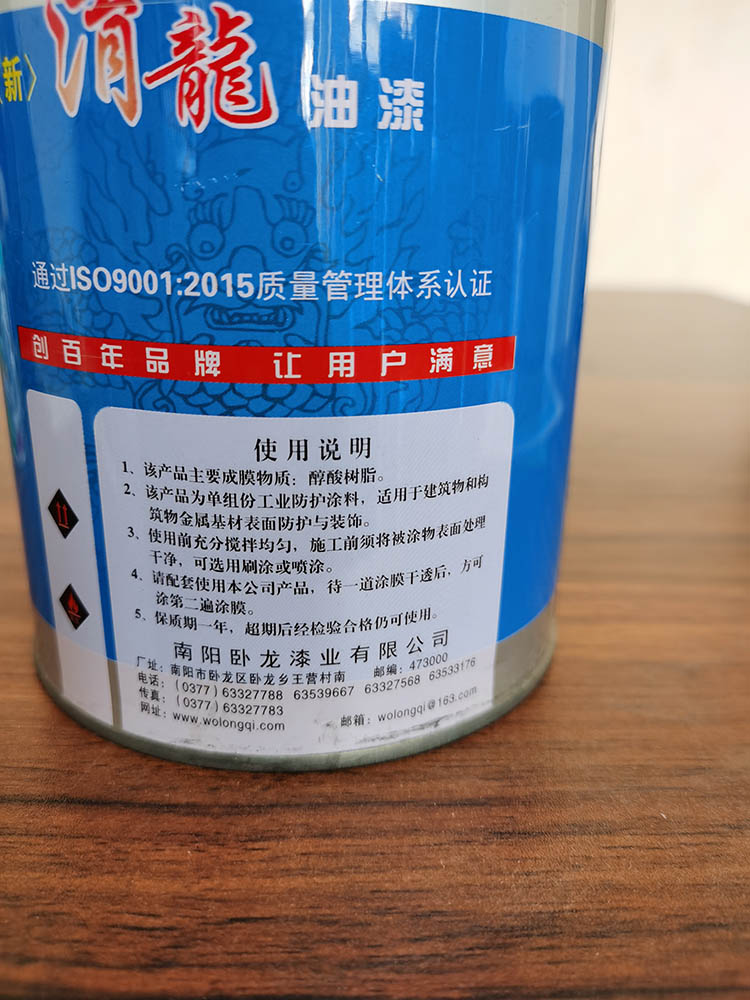 〈新〉 淯龍 油漆
通过ISO9001:2015质量管理体系认证
创百年品牌 让用户满意
使用说明
1、该产品主要成膜物质：醇酸树脂。
2、该产品为单组份工业防护涂料，适用于建筑物和构
筑物金属基材表面防护与装饰。
3、使用前充分搅拌均匀，施工前须将被涂物表面处理
干净，可选用刷涂或喷涂。
4、请配套使用本公司产品，待一道涂膜干透后，方可
涂第二遍涂膜。
5、保质期一年，超期后经检验合格仍可使用。
南阳卧龙漆业有限公司
厂址：南阳市卧龙区卧龙乡王营村南 邮编：473000
电话：(0377) 63327788 63539667 63327568 63533176
传真：(0377) 63327783
网址：www.wolongqi.com 邮箱：wolongqi@163.com